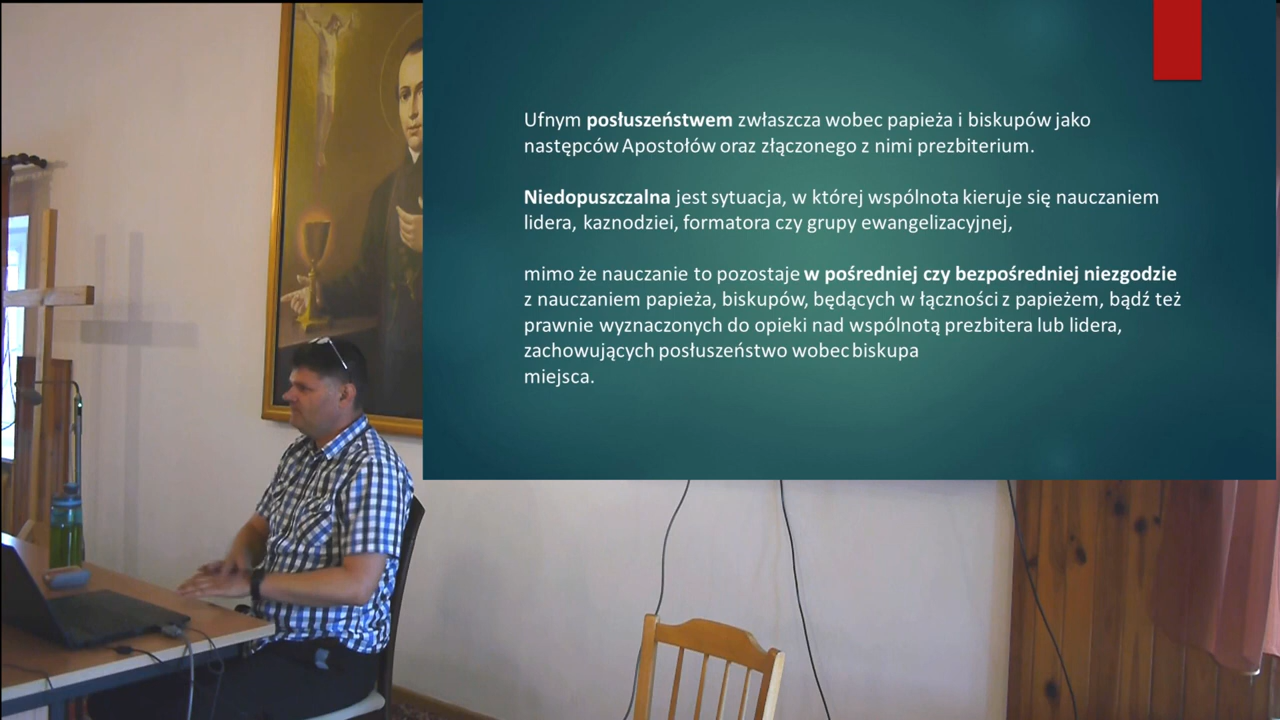 Ufnym posłuszeństwem zwłaszcza wobec papieża i biskupów jako
następców Apostołów oraz złączonego z nimi prezbiterium.
Niedopuszczalna jest sytuacja, w której wspólnota kieruje się nauczaniem
lidera, kaznodziei, formatora czy grupy ewangelizacyjnej,
mimo że nauczanie to pozostaje w pośredniej czy bezpośredniej niezgodzie
z nauczaniem papieża, biskupów, będących w łączności z papieżem, bądź też
prawnie wyznaczonych do opieki nad wspólnotą prezbitera lub lidera,
zachowujących posłuszeństwo wobec biskupa
miejsca.